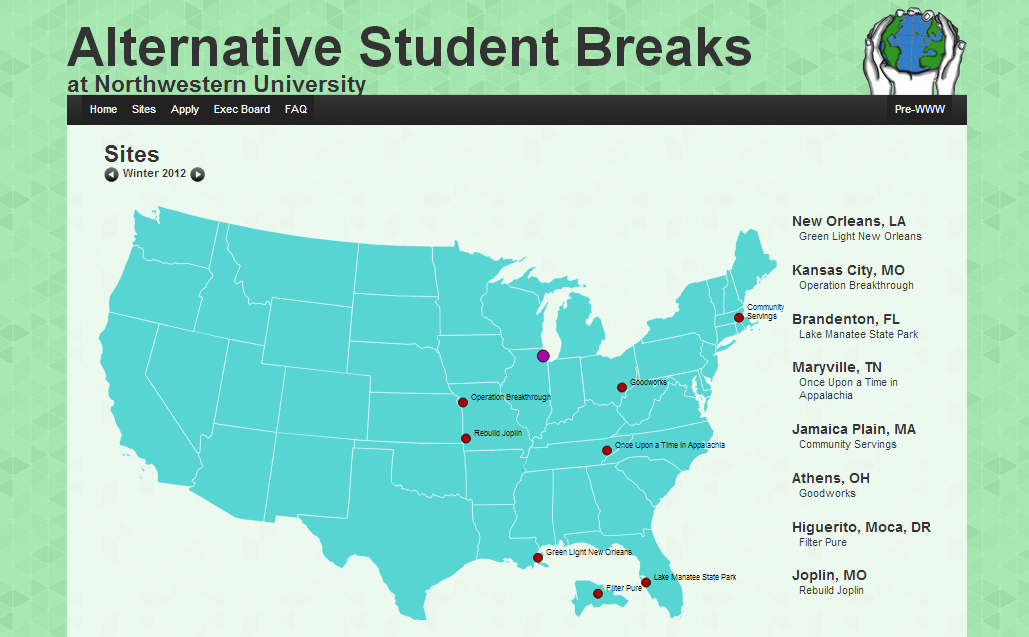 Alternative Student Breaks
at Northwestern University
Home Sites Apply Exec Board FAQ Pre-WWW
Sites
Winter 2012
Community
Servings
Goodworks
Operation Breakthrough
Rebuild Joplin
Once Upon a Time in Appalachia
Green Light New Orleans
Lake Manatee State Park
Filter Pure
New Orleans, LA
Green Light New Orleans
Kansas City, MO
Operation Breakthrough
Brandenton, FL
Lake Manatee State Park
Maryville, TN
Once Upon a Time in
Appalachia
Jamaica Plain, MA
Community Servings
Athens, OH
Goodworks
Higuerito, Moca, DR
Filter Pure
Joplin, MO
Rebuild Joplin